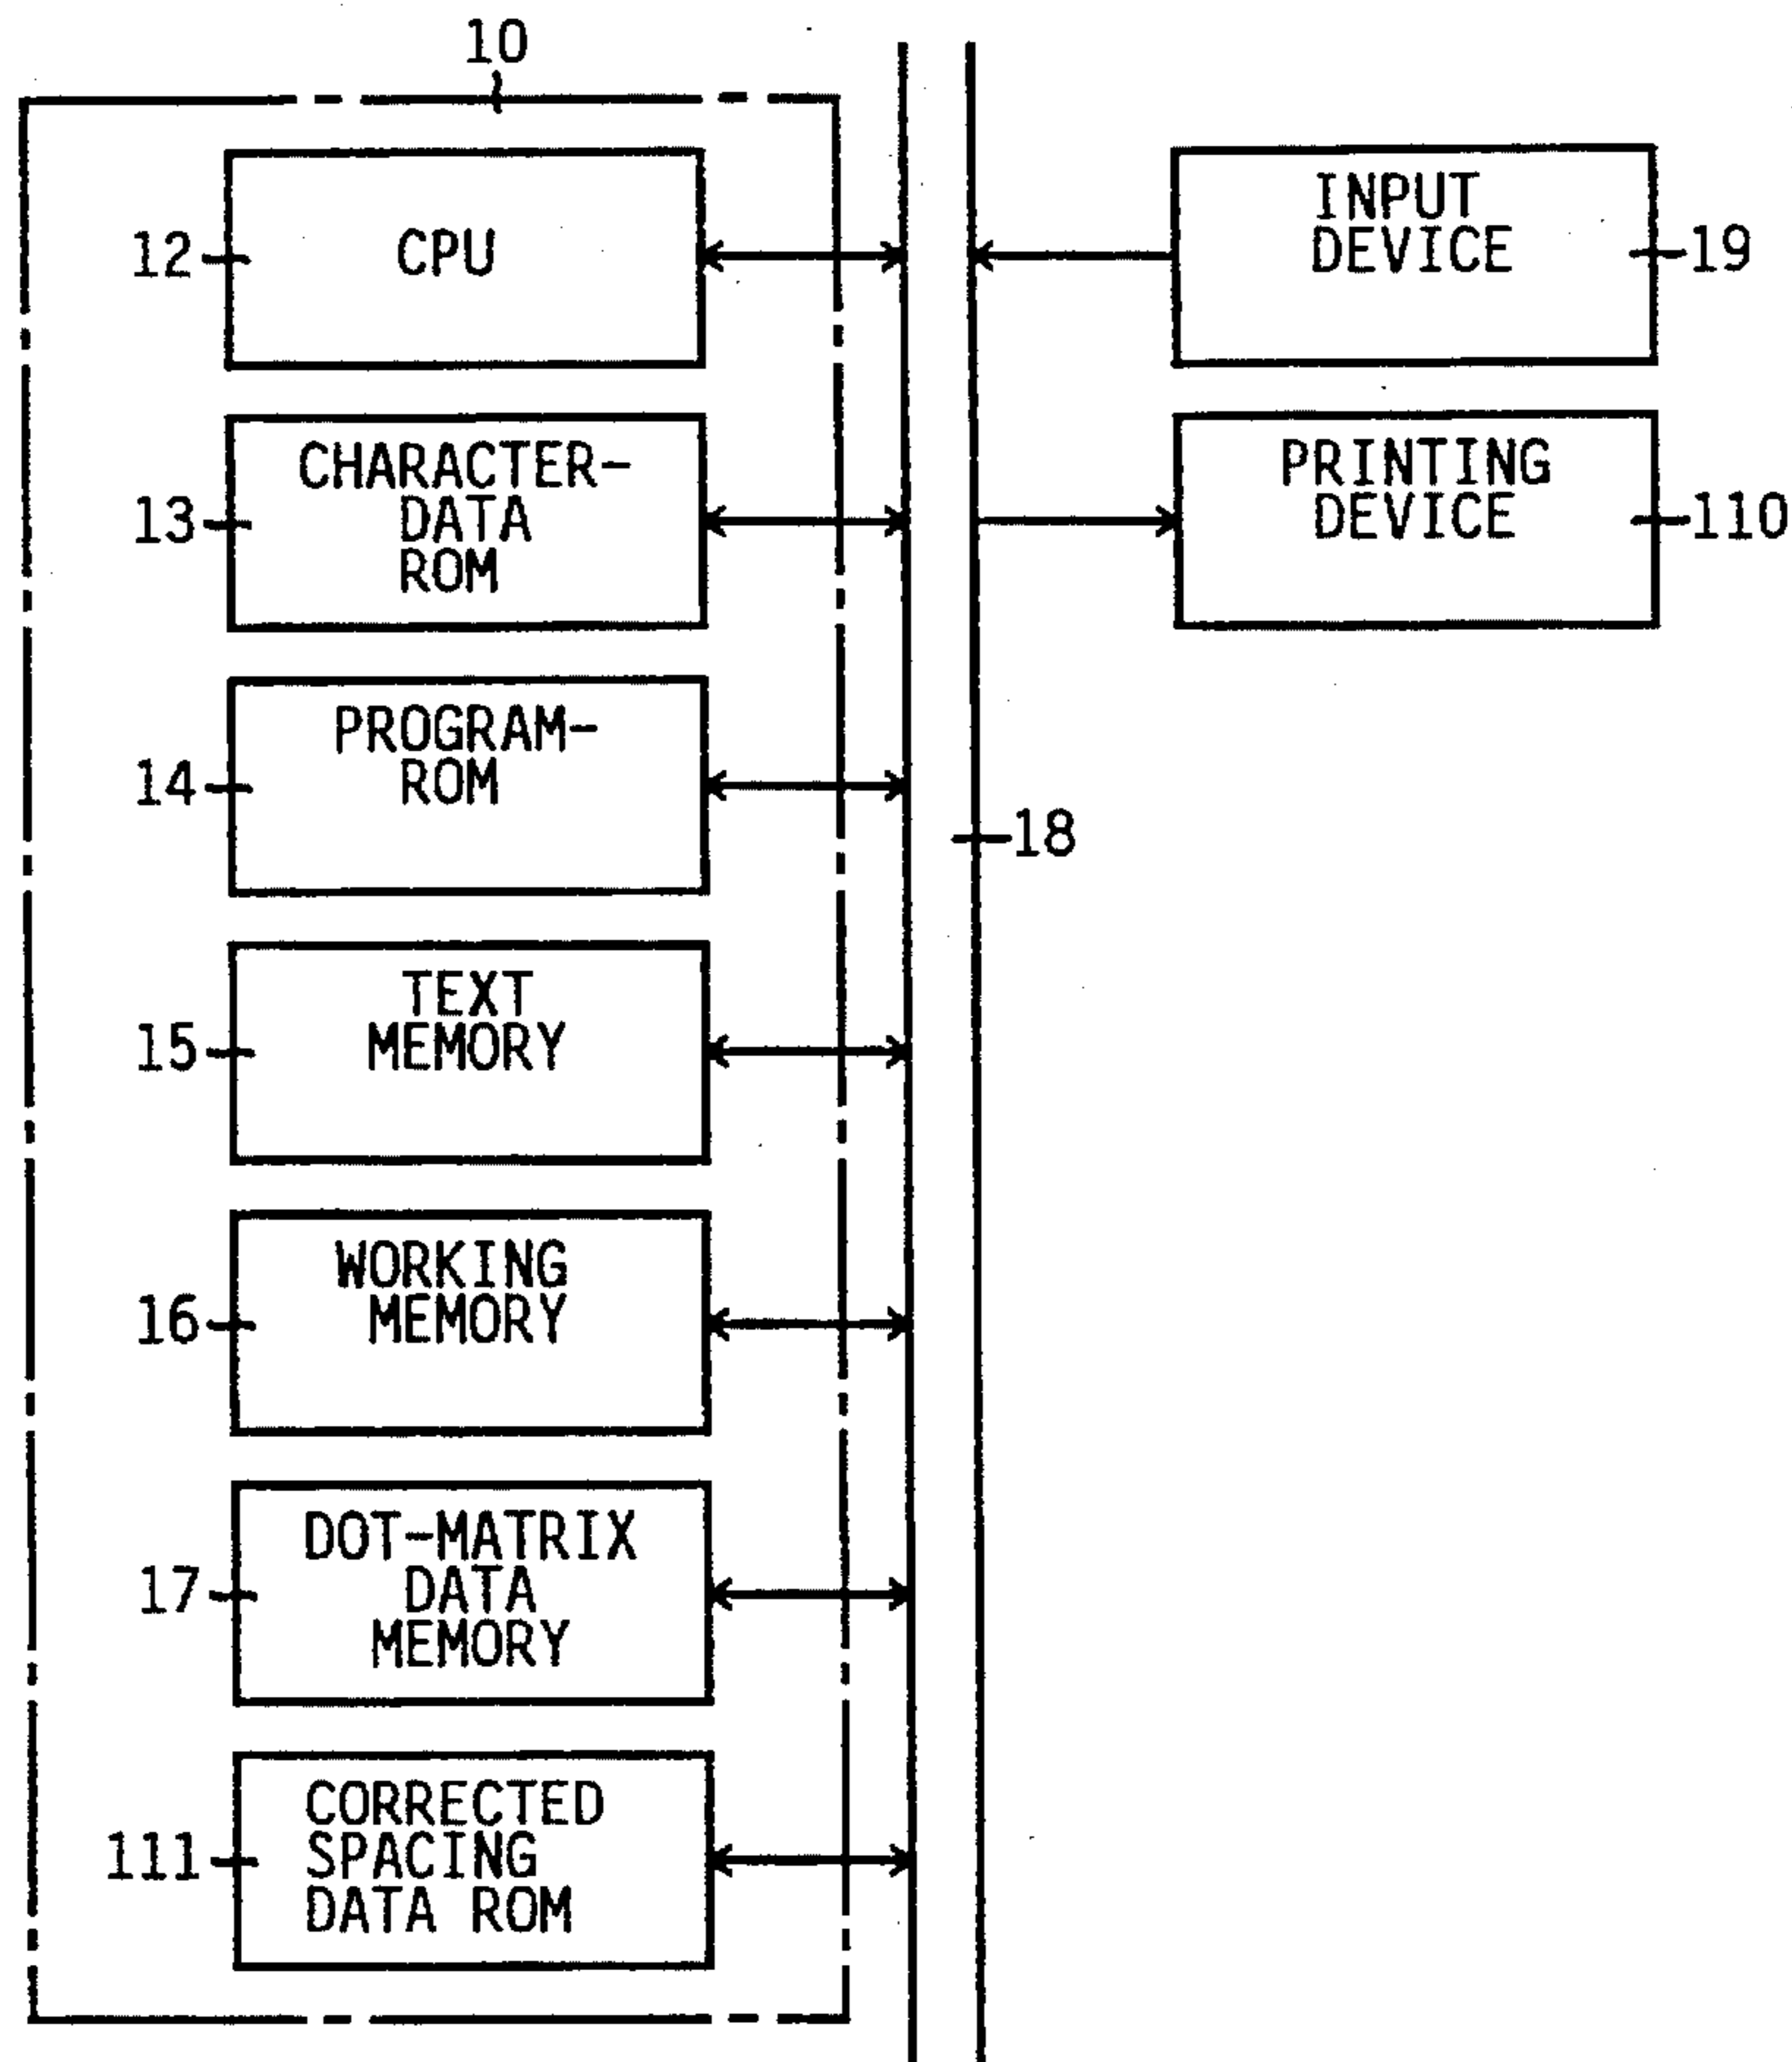 10
12
CPU
INPUT
DEVICE
19
13
CHARACTER-
DATA
ROM
PRINTING
DEVICE
110
14
PROGRAM-
ROM
18
15
TEXT
MEMORY
16
WORKING
MEMORY
17
DOT-MATRIX
DATA
MEMORY
111
CORRECTED
SPACING
DATA ROM